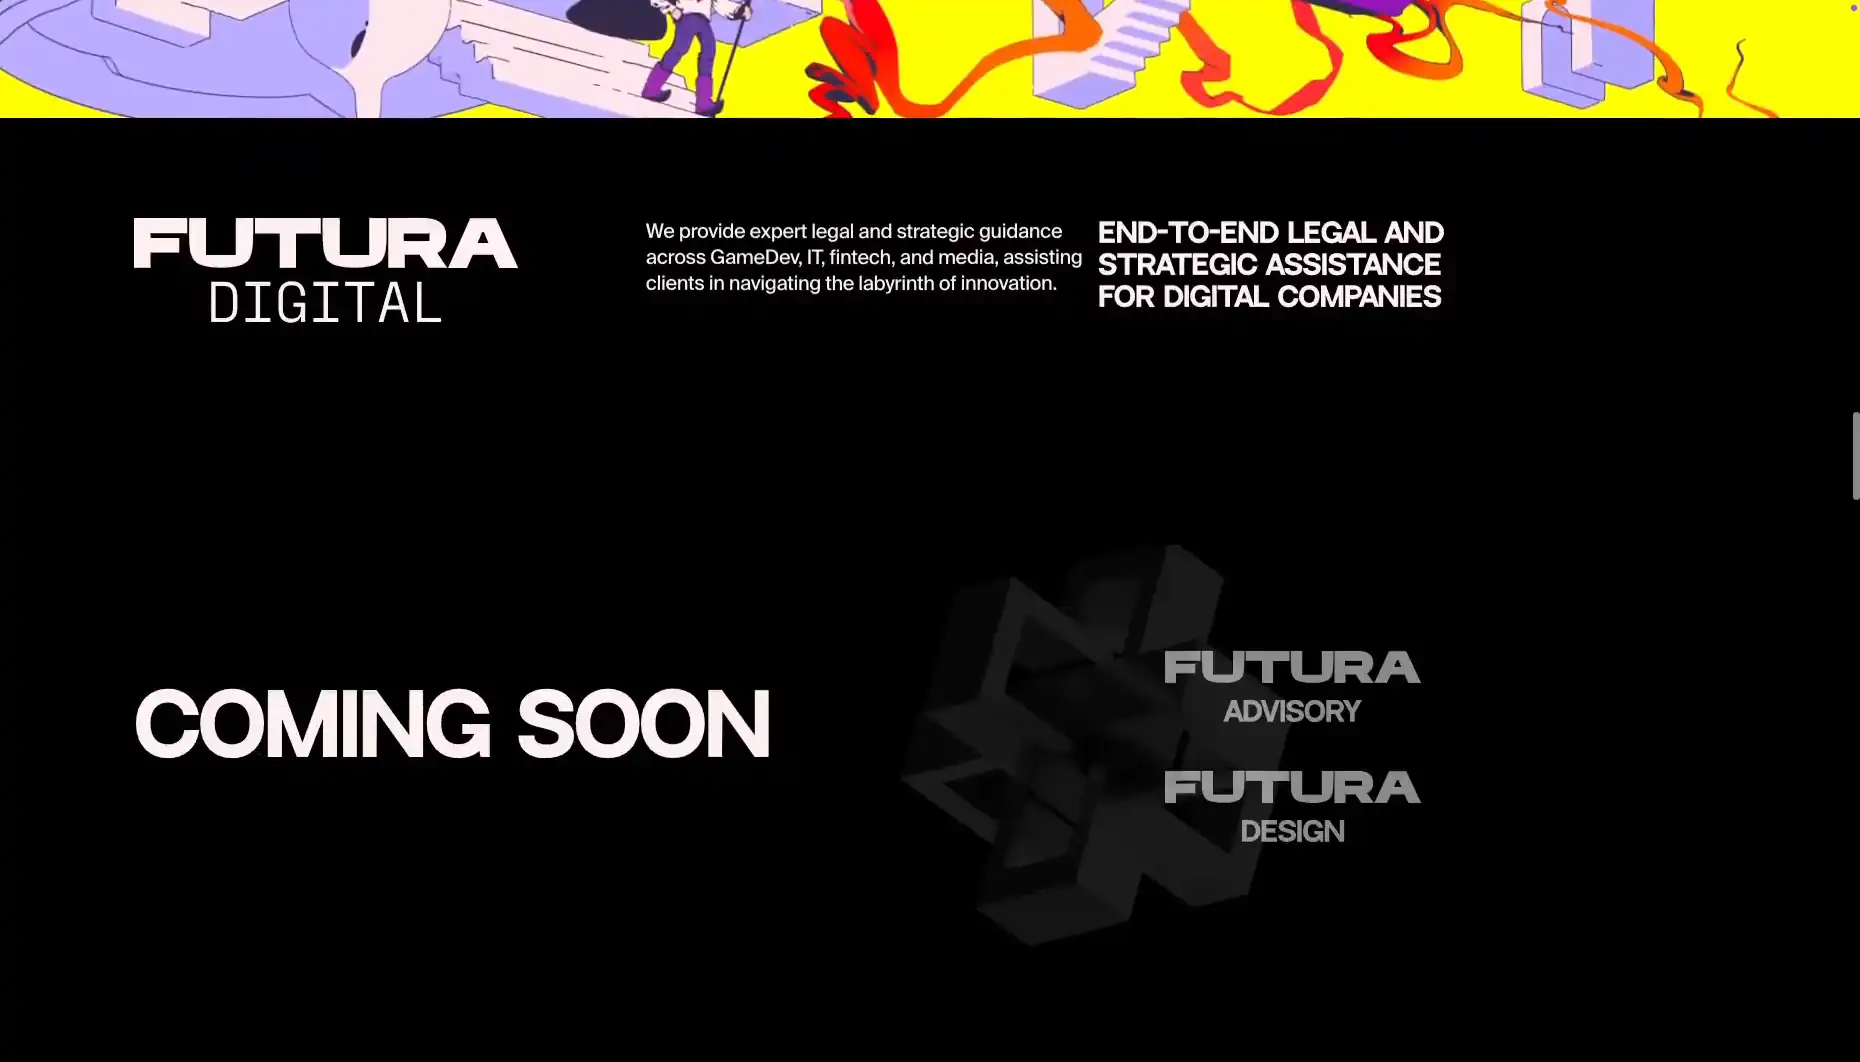 FUTURA
DIGITAL
We provide expert legal and strategic guidance
across GameDev, IT, fintech, and media, assisting
clients in navigating the labyrinth of innovation.
END-TO-END LEGAL AND
STRATEGIC ASSISTANCE
FOR DIGITAL COMPANIES
COMING SOON
FUTURA
ADVISORY
FUTURA
DESIGN